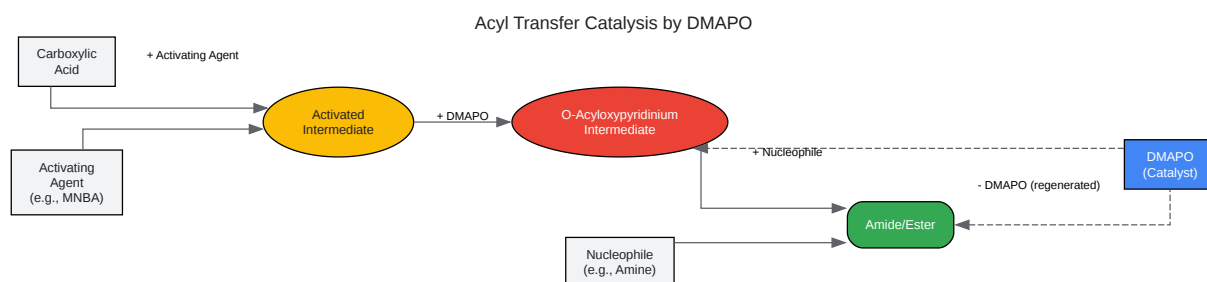 Acyl Transfer Catalysis by DMAPO
Carboxylic
Acid
+ Activating Agent
Activated
Intermediate
+ DMAPO
O-Acyloxypyridinium
Intermediate
Activating
Agent
(e.g., MNBA)
+ Nucleophile
DMAPO
(Catalyst)
- DMAPO (regenerated)
Amide/Ester
Nucleophile
(e.g., Amine)